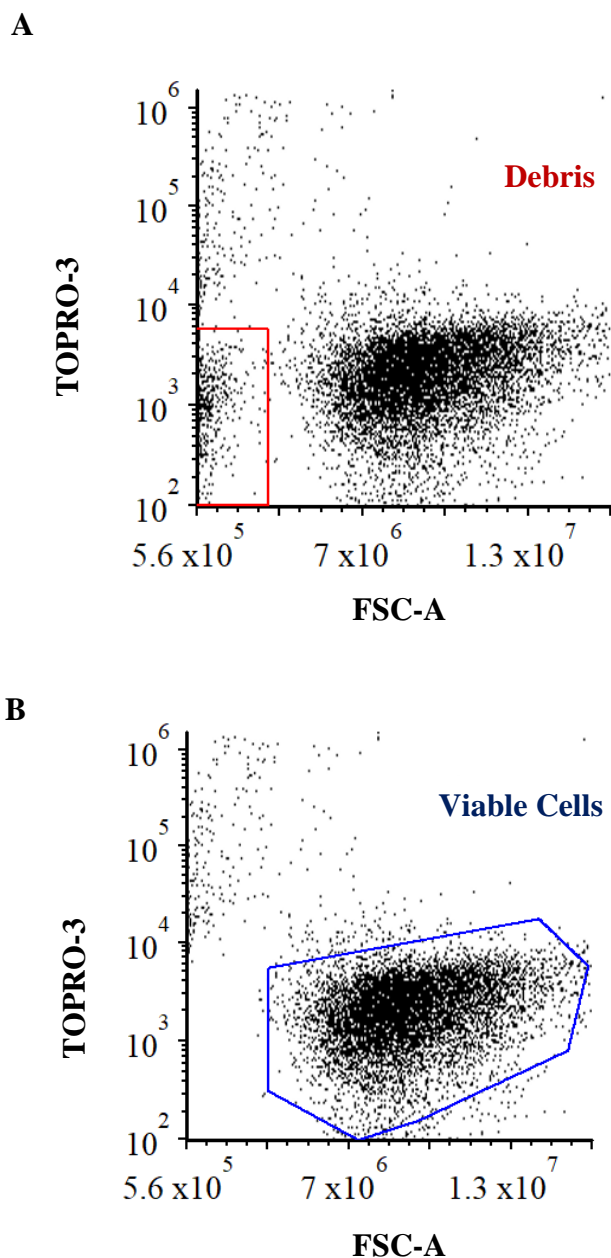 A
10^6
Debris
10^5
TOPRO-3
10^4
10^3
10^2
5.6 x10^5 7 x10^6 1.3 x10^7
FSC-A
B
10^6
Viable Cells
10^5
TOPRO-3
10^4
10^3
10^2
5.6 x10^5 7 x10^6 1.3 x10^7
FSC-A